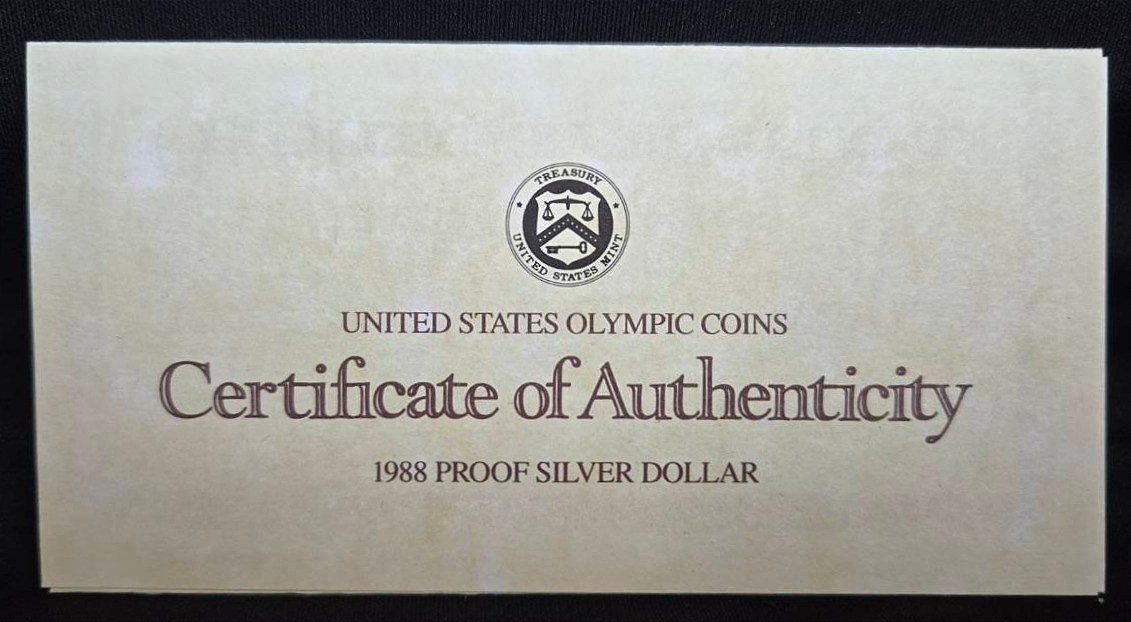 TREASURY
UNITED STATES MINT
UNITED STATES OLYMPIC COINS
Certificate of Authenticity
1988 PROOF SILVER DOLLAR